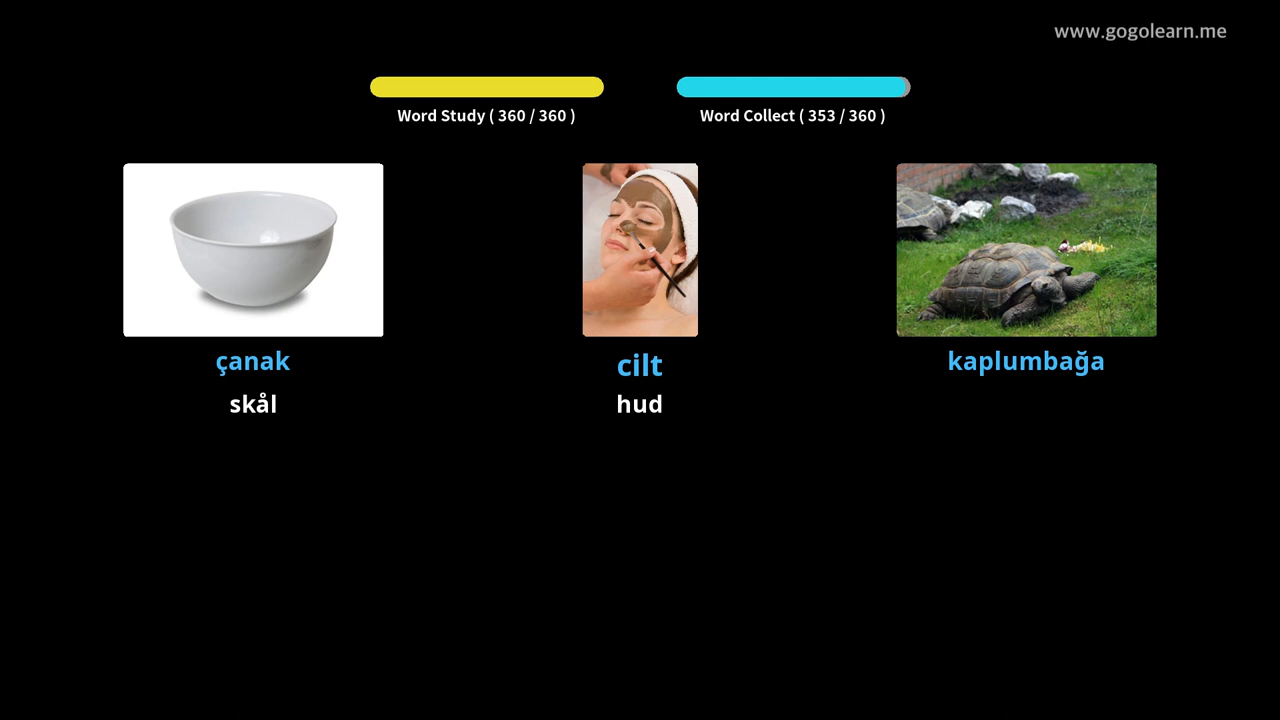 www.gogolearn.me
Word Study ( 360 / 360 )
Word Collect ( 353 / 360 )
çanak
cilt
kaplumbağa
skål
hud